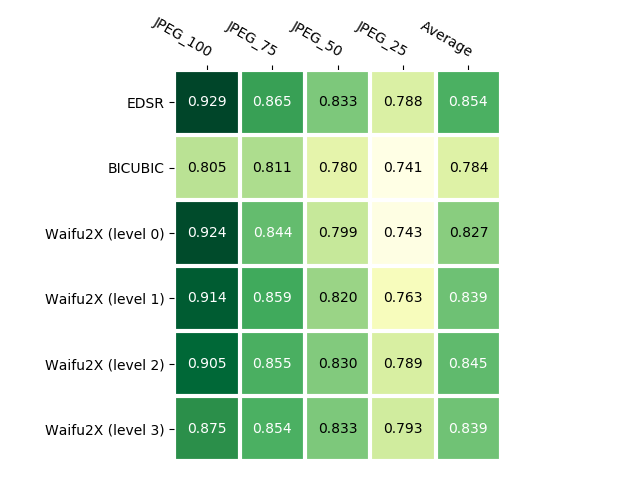 JPEG_100 JPEG_75 JPEG_50 JPEG_25 Average
EDSR 0.929 0.865 0.833 0.788 0.854
BICUBIC 0.805 0.811 0.780 0.741 0.784
Waifu2X (level 0) 0.924 0.844 0.799 0.743 0.827
Waifu2X (level 1) 0.914 0.859 0.820 0.763 0.839
Waifu2X (level 2) 0.905 0.855 0.830 0.789 0.845
Waifu2X (level 3) 0.875 0.854 0.833 0.793 0.839